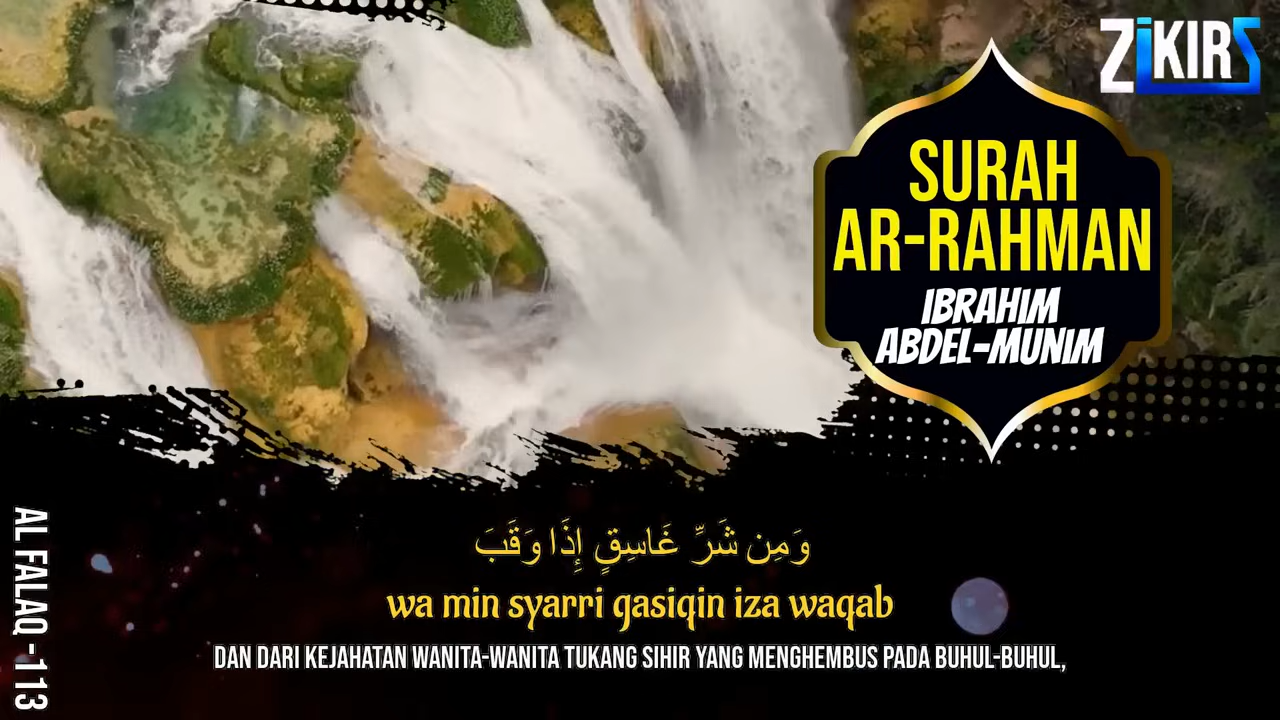 ZiKIRS
SURAH
AR-RAHMAN
IBRAHIM
ABDEL-MUNIM
AL FALAQ - 113
وَمِن شَرِّ غَاسِقٍ إِذَا وَقَبَ
wa min syarri gasiqin iza waqab
DAN DARI KEJAHATAN WANITA-WANITA TUKANG SIHIR YANG MENGHEMBUS PADA BUHUL-BUHUL,